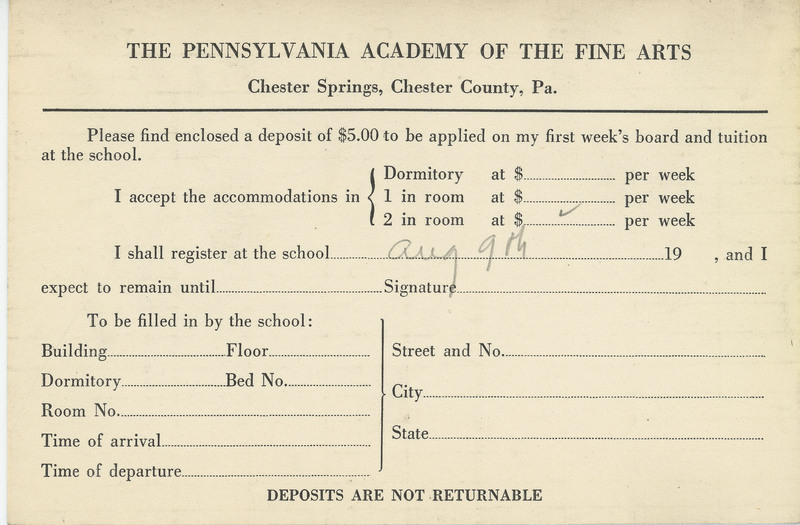 THE PENNSYLVANIA ACADEMY OF THE FINE ARTS
Chester Springs, Chester County, Pa.
Please find enclosed a deposit of $5.00 to be applied on my first week's board and tuition
at the school.
I accept the accommodations in { Dormitory at $.................... per week
1 in room at $.................... per week
2 in room at $.........✓.......... per week
I shall register at the school............ Aug 9th ............19 , and I
expect to remain until....................Signature....................
To be filled in by the school:
Building....................Floor....................
Dormitory....................Bed No.....................
Room No.....................
Time of arrival....................
Time of departure....................
Street and No.....................
City....................
State....................
DEPOSITS ARE NOT RETURNABLE